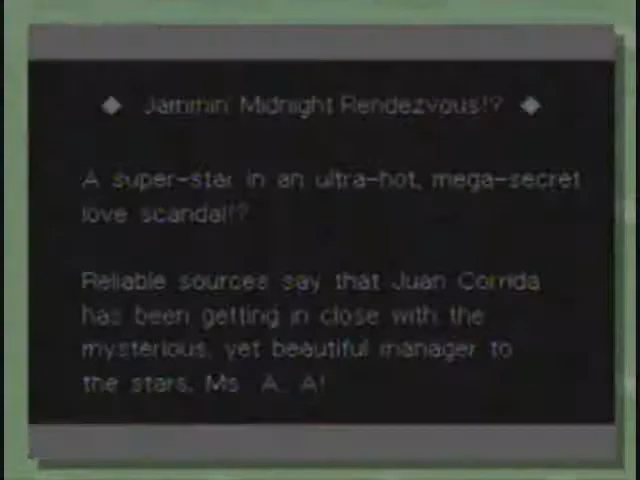 ◆ Jammin' Midnight Rendezvous!? ◆
A super-star in an ultra-hot, mega-secret
love scandal!?
Reliable sources say that Juan Corrida
has been getting in close with the
mysterious, yet beautiful manager to
the stars, Ms. A. A!